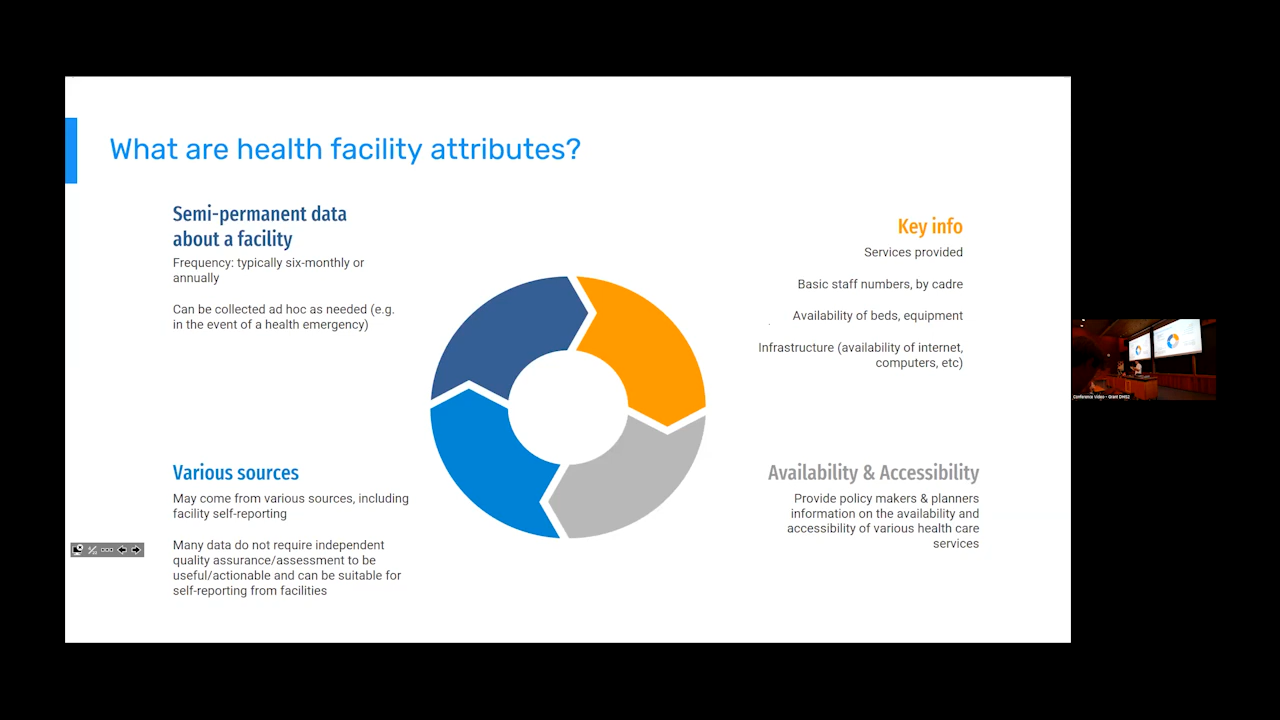 What are health facility attributes?
Semi-permanent data
about a facility
Frequency: typically six-monthly or
annually
Can be collected ad hoc as needed (e.g.
in the event of a health emergency)
Key info
Services provided
Basic staff numbers, by cadre
Availability of beds, equipment
Infrastructure (availability of internet,
computers, etc)
Various sources
May come from various sources, including
facility self-reporting
Many data do not require independent
quality assurance/assessment to be
useful/actionable and can be suitable for
self-reporting from facilities
Availability & Accessibility
Provide policy makers & planners
information on the availability and
accessibility of various health care
services
Conference Video - Grant DHG2